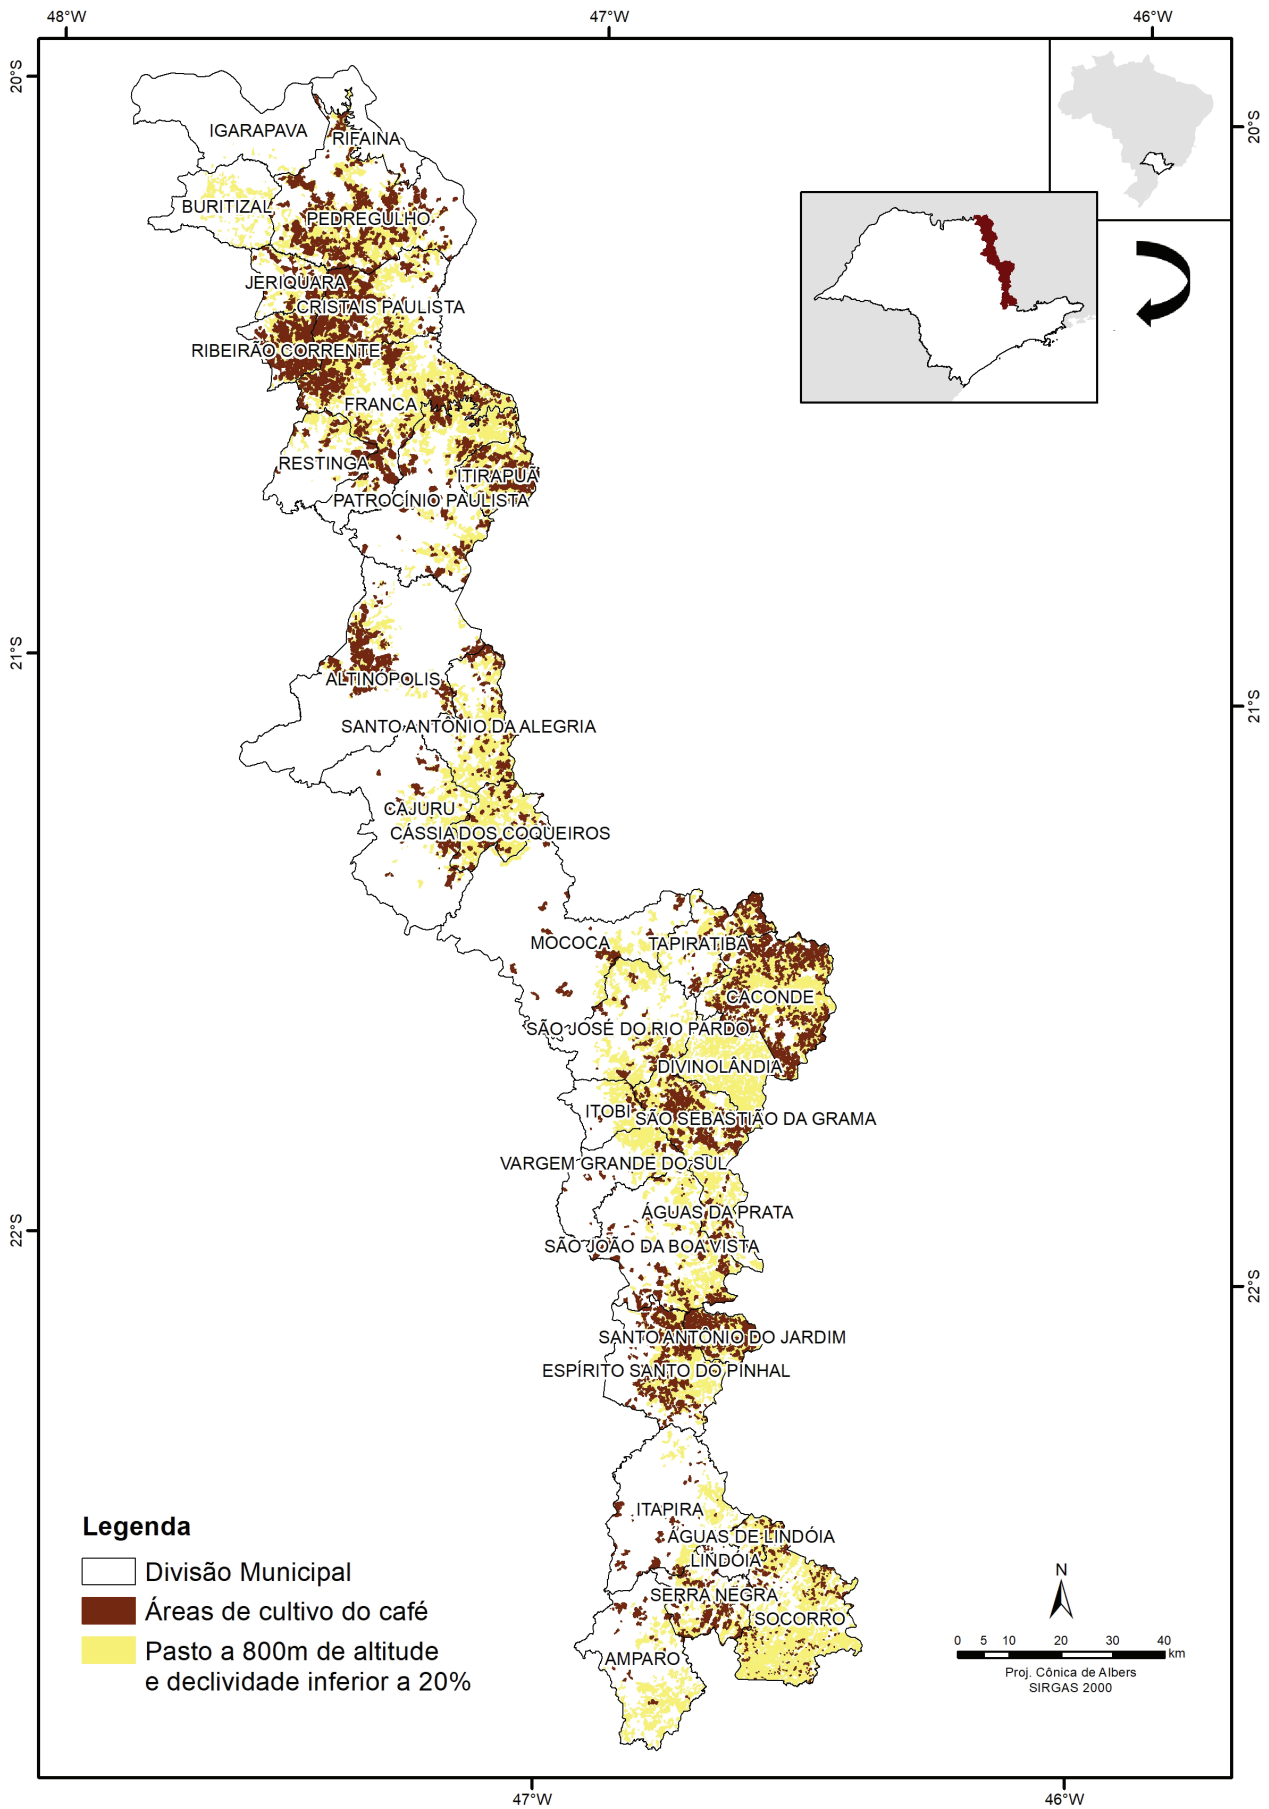 48°W
47°W
46°W
20°S
20°S
IGARAPAVA
RIFAINA
BURITIZAL
PEDREGULHO
JERIQUARA
CRISTAIS PAULISTA
RIBEIRÃO CORRENTE
FRANCA
RESTINGA
ITIRAPUÃ
PATROCÍNIO PAULISTA
21°S
21°S
ALTINÓPOLIS
SANTO ANTÔNIO DA ALEGRIA
CAJURU
CÁSSIA DOS COQUEIROS
MOCOCA
TAPIRATIBA
CACONDE
SÃO JOSÉ DO RIO PARDO
DIVINOLÂNDIA
ITOBI
SÃO SEBASTIÃO DA GRAMA
VARGEM GRANDE DO SUL
ÁGUAS DA PRATA
22°S
SÃO JOÃO DA BOA VISTA
22°S
SANTO ANTÔNIO DO JARDIM
ESPÍRITO SANTO DO PINHAL
ITAPIRA
ÁGUAS DE LINDÓIA
LINDÓIA
SERRA NEGRA
SOCORRO
AMPARO
Legenda
Divisão Municipal
Áreas de cultivo do café
Pasto a 800m de altitude
e declividade inferior a 20%
N
0 5 10 20 30 40
km
Proj. Cônica de Albers
SIRGAS 2000
47°W
46°W